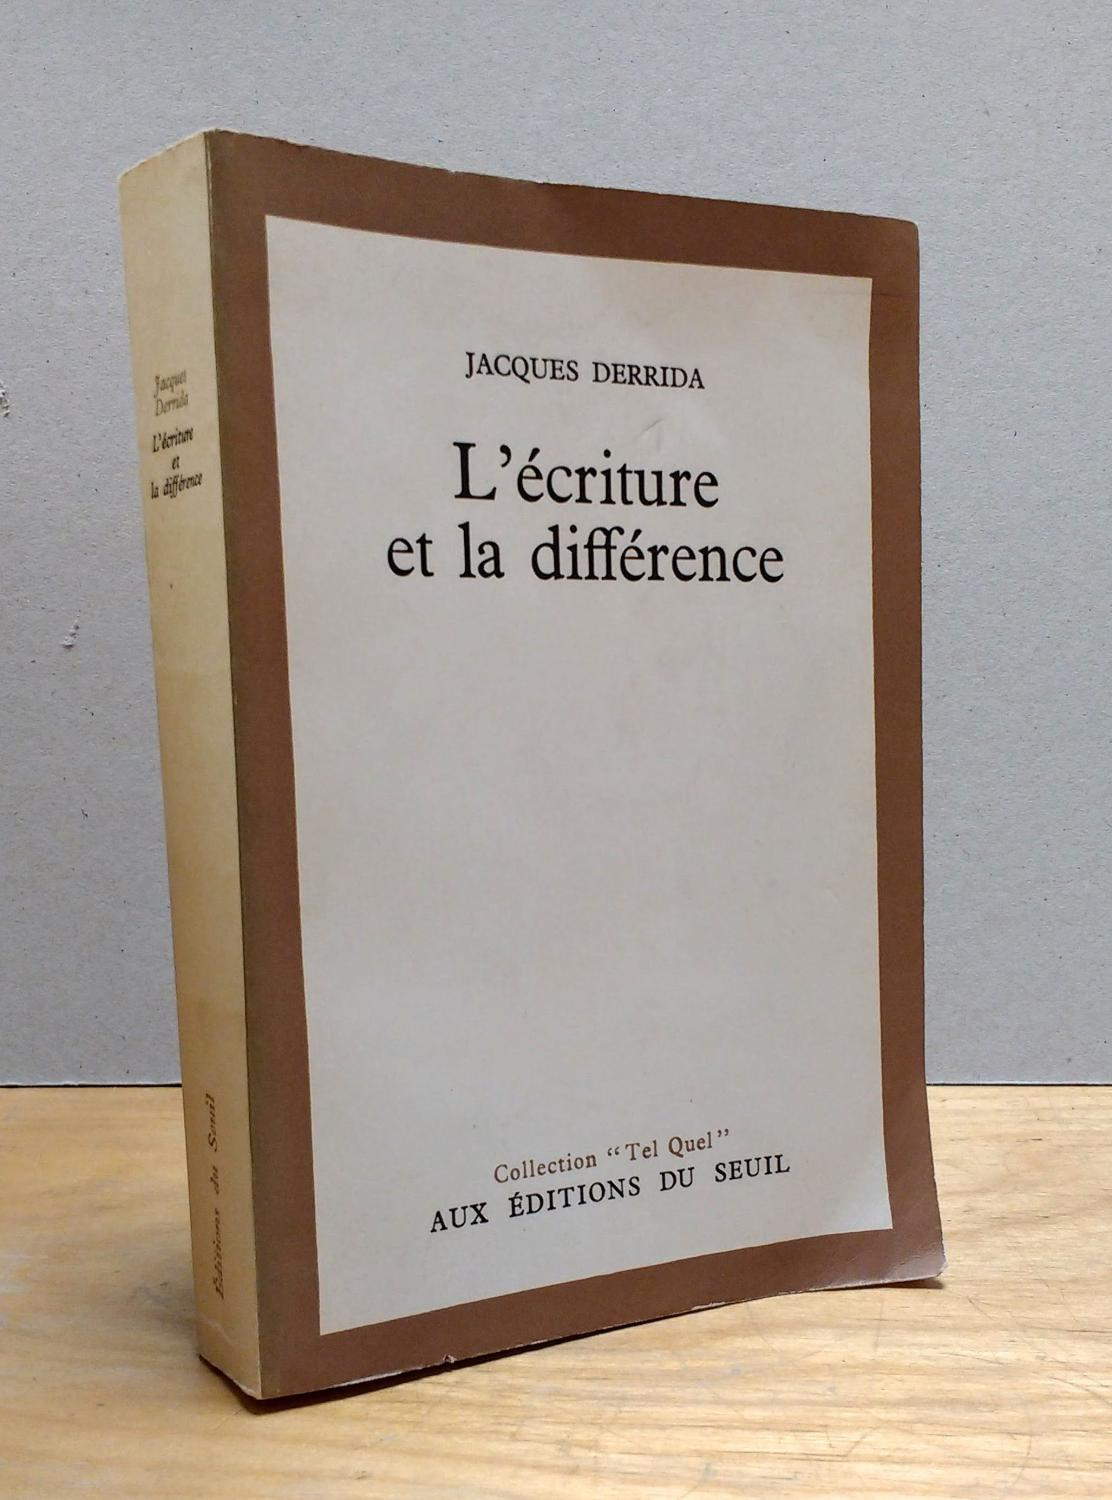 Jacques
Derrida
L'écriture
et
la différence
Éditions du Seuil
JACQUES DERRIDA
L'écriture
et la différence
Collection “Tel Quel”
AUX ÉDITIONS DU SEUIL